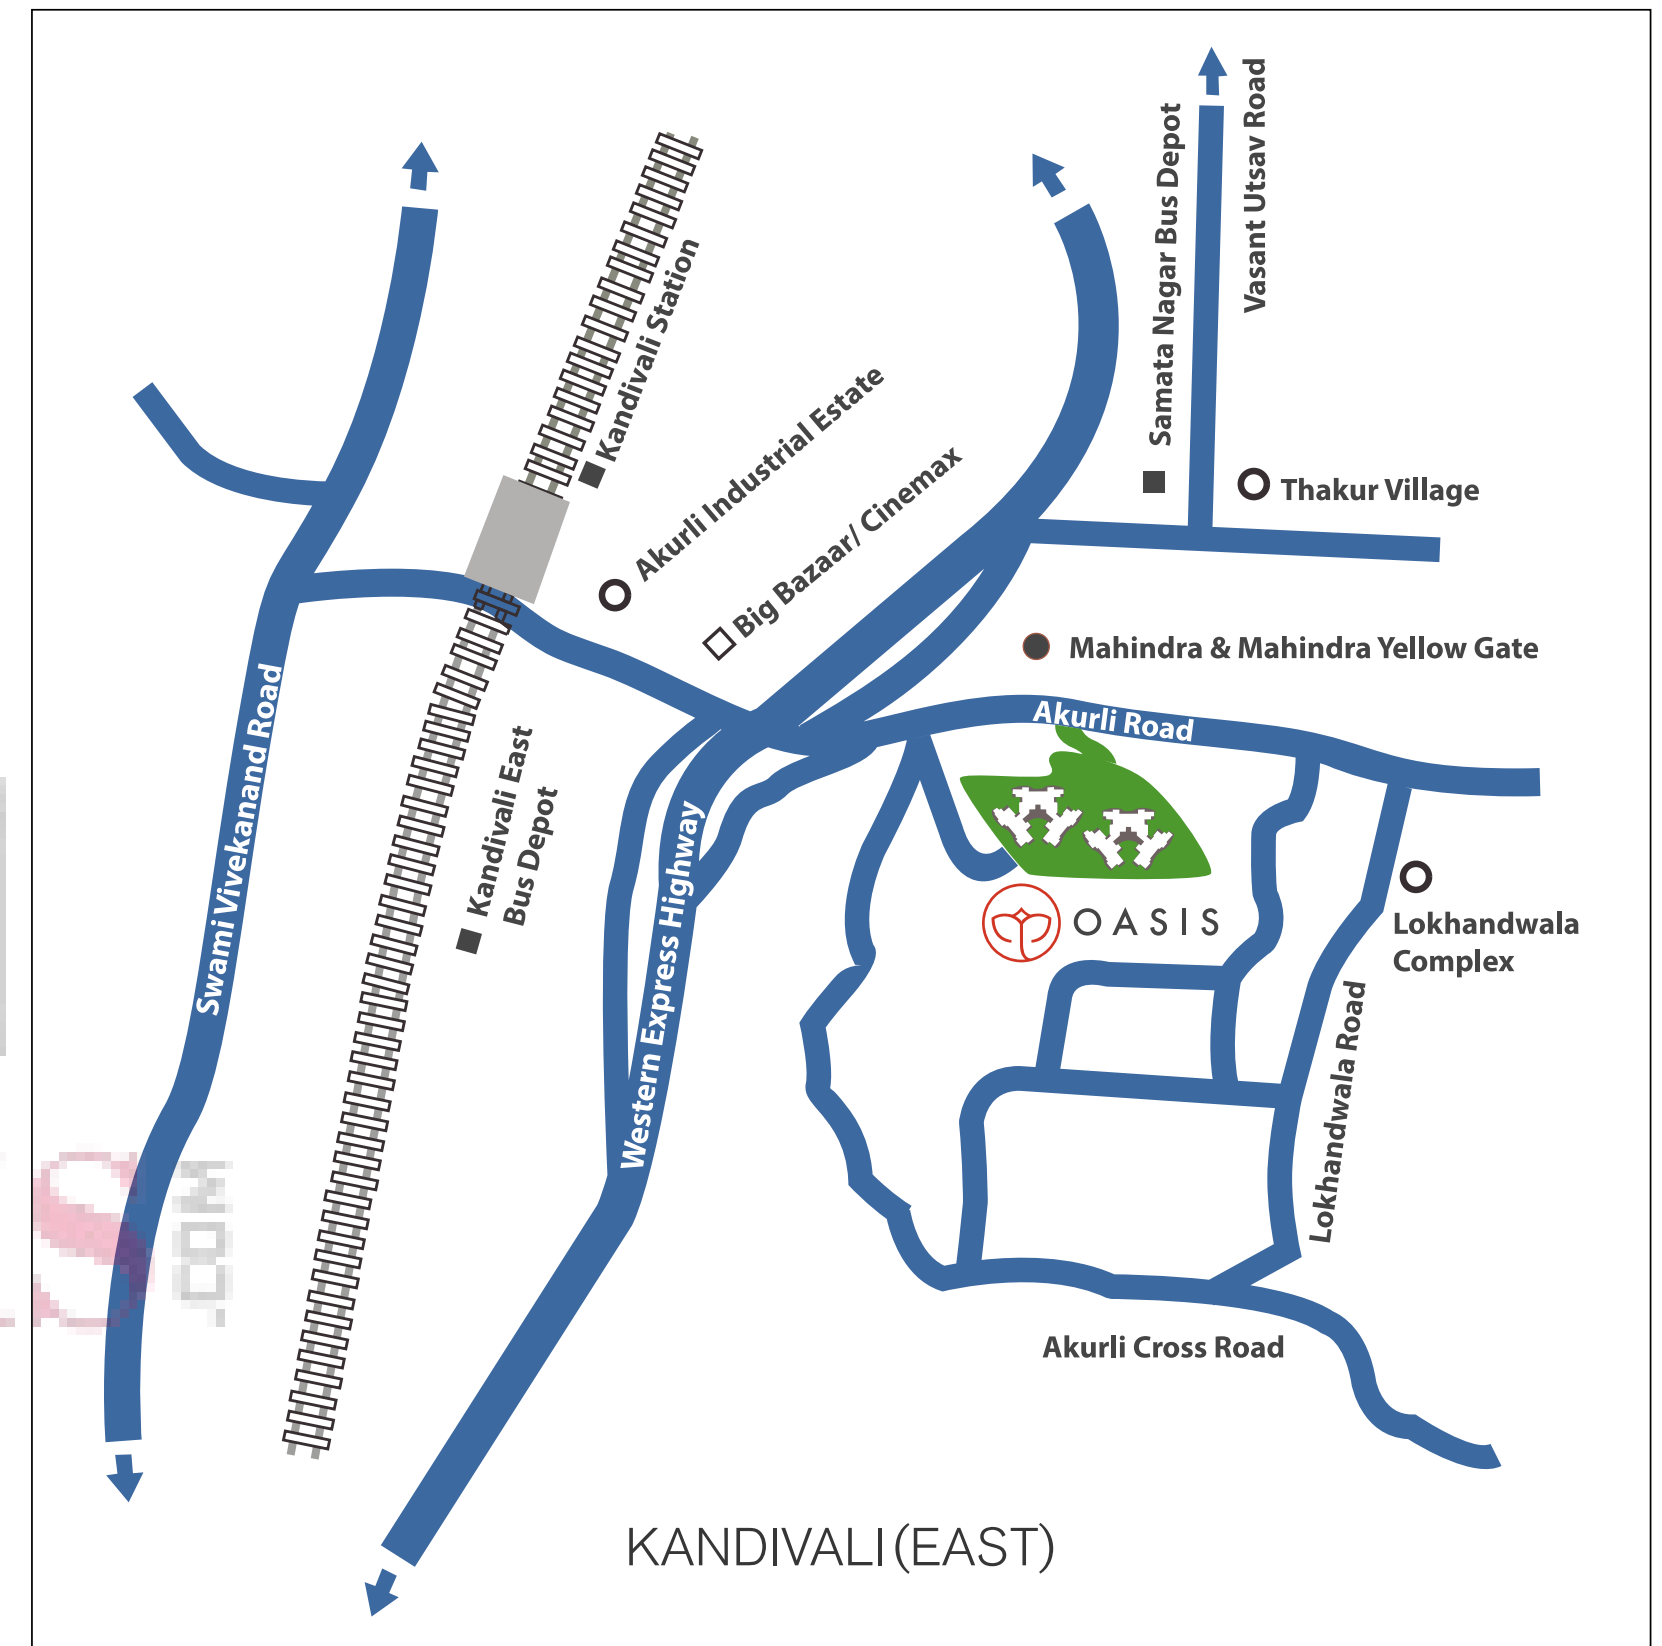 Vasant Utsav Road
Samata Nagar Bus Depot
Kandivali Station
Akurli Industrial Estate
Big Bazaar/ Cinemax
Thakur Village
Mahindra & Mahindra Yellow Gate
Akurli Road
Swami Vivekanand Road
Kandivali East
Bus Depot
Western Express Highway
OASIS
Lokhandwala
Complex
Lokhandwala Road
Akurli Cross Road
KANDIVALI (EAST)
S
.COM